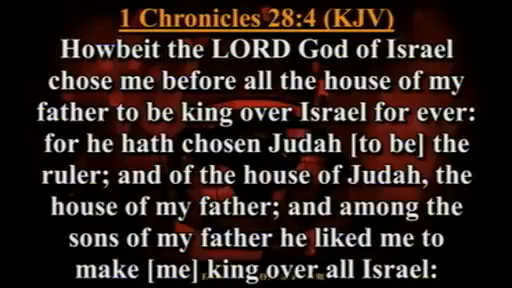 1 Chronicles 28:4 (KJV)
Howbeit the LORD God of Israel
chose me before all the house of my
father to be king over Israel for ever:
for he hath chosen Judah [to be] the
ruler; and of the house of Judah, the
house of my father; and among the
sons of my father he liked me to
make [me] king over all Israel: